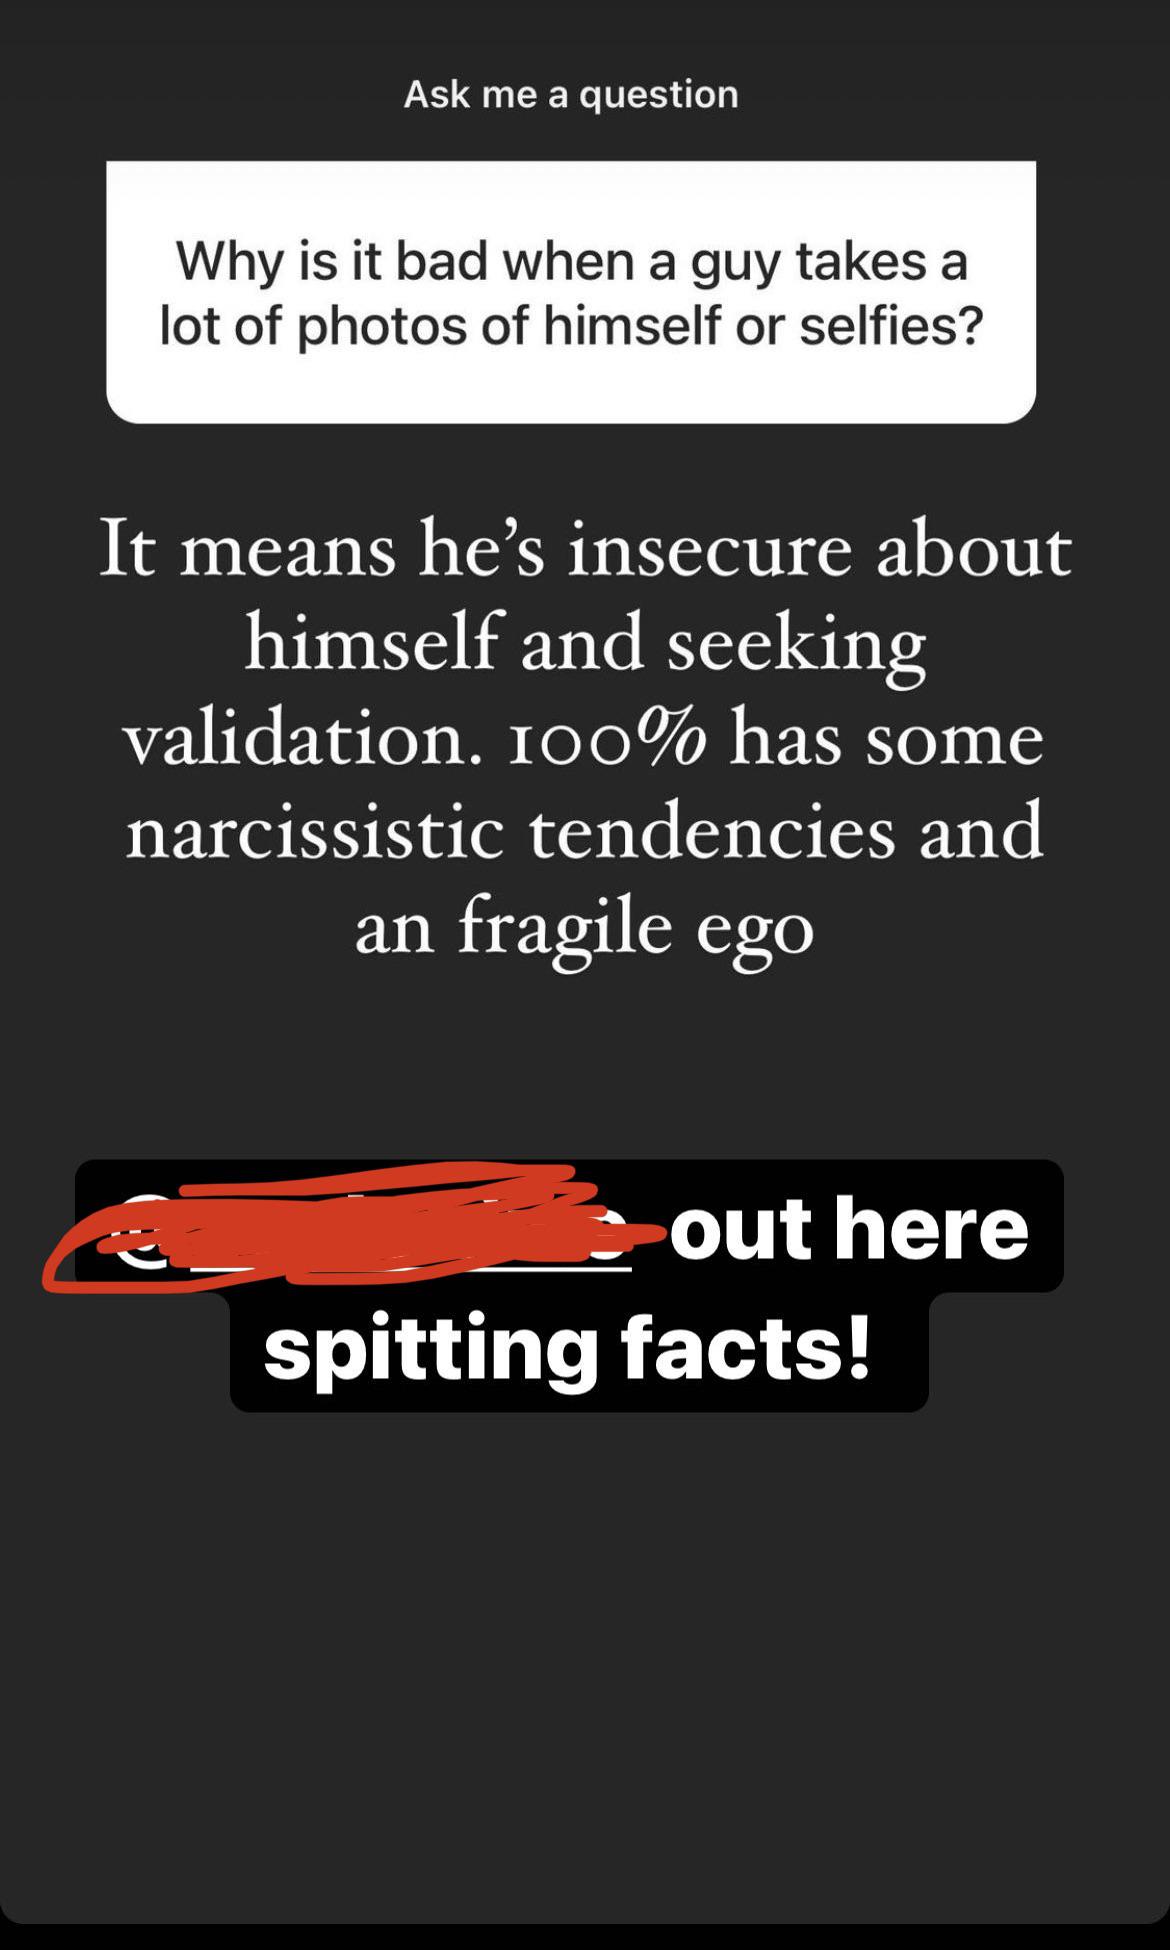 Ask me a question
Why is it bad when a guy takes a
lot of photos of himself or selfies?
It means he’s insecure about
himself and seeking
validation. 100% has some
narcissistic tendencies and
an fragile ego
out here
spitting facts!